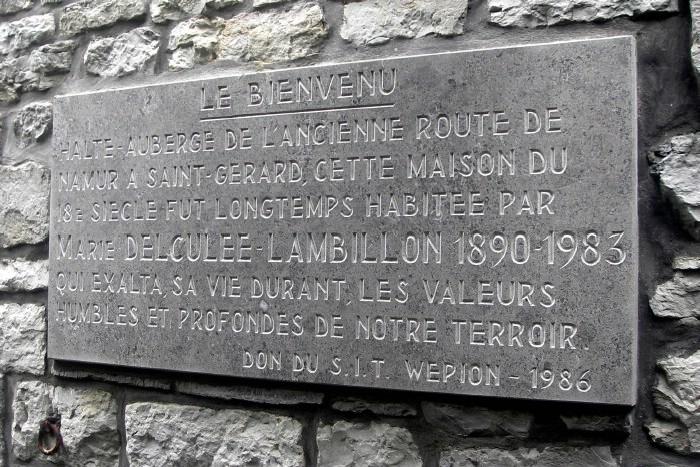 LE BIENVENU
HALTE-AUBERGE DE L'ANCIENNE ROUTE DE
NAMUR A SAINT-GERARD, CETTE MAISON DU
18E SIECLE FUT LONGTEMPS HABITEE PAR
MARIE DELCULEE-LAMBILLON 1890-1983
QUI EXALTA, SA VIE DURANT, LES VALEURS
HUMBLES ET PROFONDES DE NOTRE TERROIR.
DON DU S.I.T. WEPION - 1986